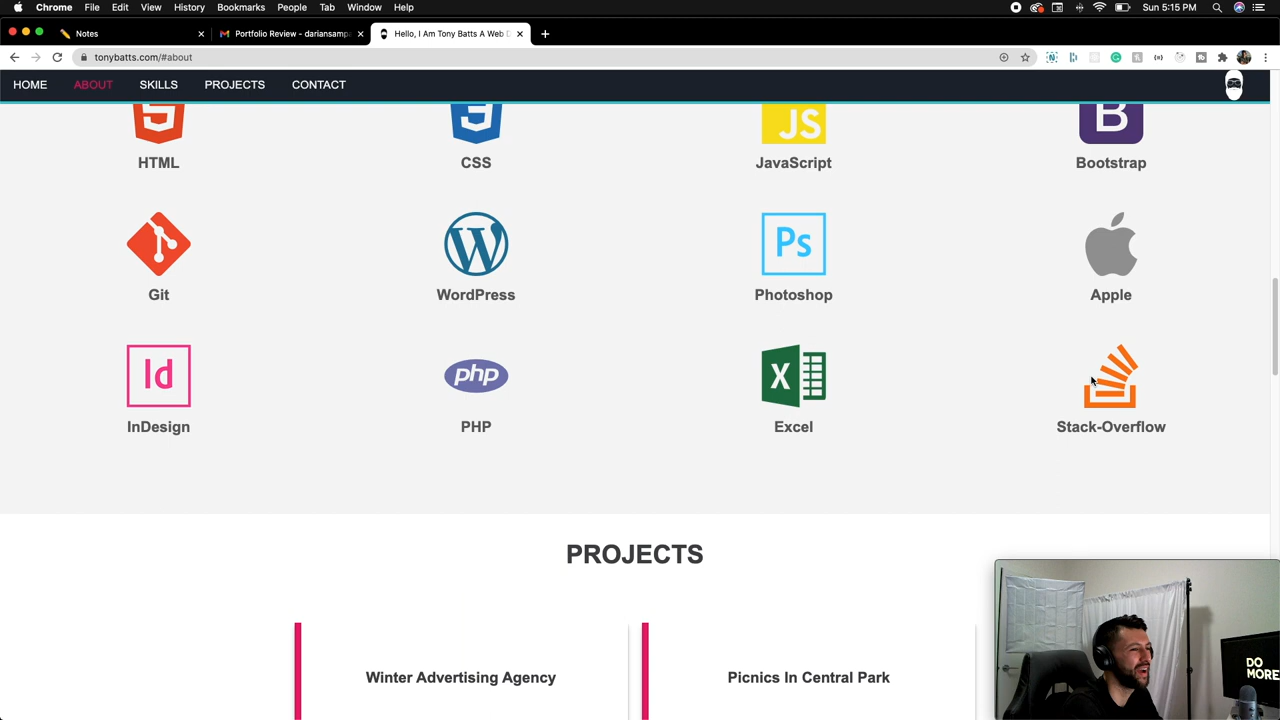 Chrome File Edit View History Bookmarks People Tab Window Help
Sun 5:15 PM
Notes
Portfolio Review - dariansampa
Hello, I Am Tony Batts A Web D
tonybatts.com/#about
HOME ABOUT SKILLS PROJECTS CONTACT
JS
B
HTML CSS JavaScript Bootstrap
W Ps
Git WordPress Photoshop Apple
Id php X
InDesign PHP Excel Stack-Overflow
PROJECTS
Winter Advertising Agency Picnics In Central Park
DO
MORE